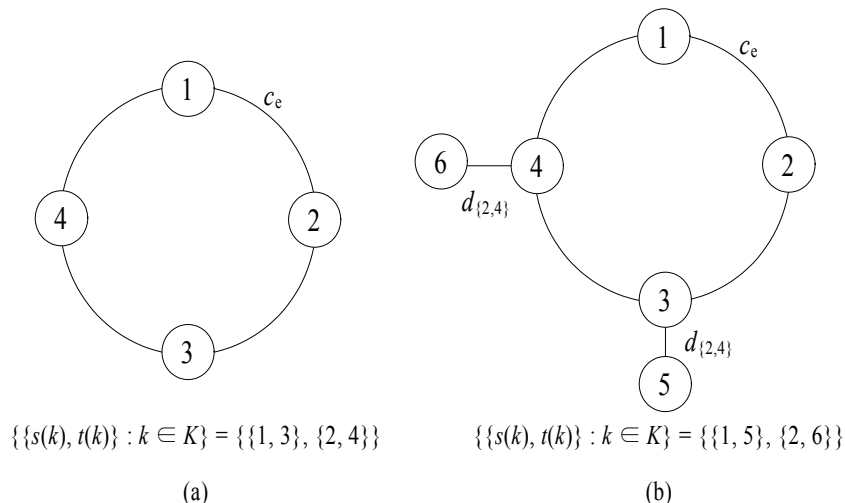 1
c_e
4
2
3
{{s(k), t(k)} : k ∈ K} = {{1, 3}, {2, 4}}
(a)
1
c_e
6
4
2
d_{2,4}
3
d_{2,4}
5
{{s(k), t(k)} : k ∈ K} = {{1, 5}, {2, 6}}
(b)